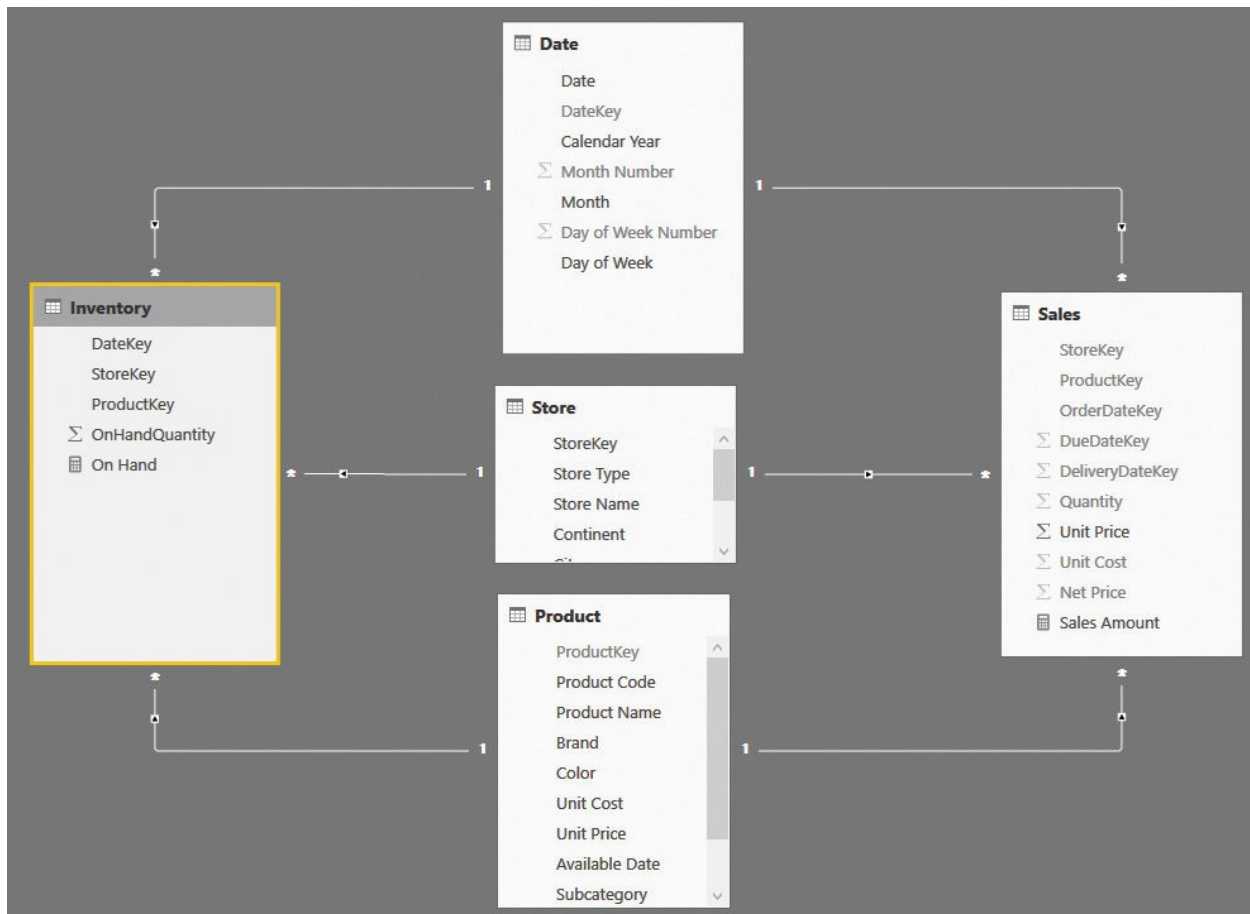 Date
Date
DateKey
Calendar Year
Σ Month Number
Month
Σ Day of Week Number
Day of Week
1
1
*
*
Inventory
DateKey
StoreKey
ProductKey
Σ OnHandQuantity
On Hand
*
1
Store
StoreKey
Store Type
Store Name
Continent
1
*
Sales
StoreKey
ProductKey
OrderDateKey
Σ DueDateKey
Σ DeliveryDateKey
Σ Quantity
Σ Unit Price
Σ Unit Cost
Σ Net Price
Sales Amount
*
*
1
1
Product
ProductKey
Product Code
Product Name
Brand
Color
Unit Cost
Unit Price
Available Date
Subcategory